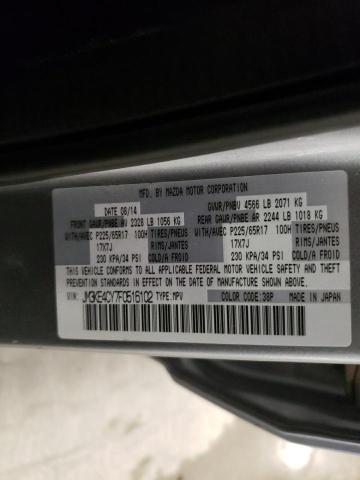 MFD. BY MAZDA MOTOR CORPORATION
DATE 08/14 GVWR/PNBV 4566 LB 2071 KG
FRONT GAWR/PNBE AV 2328 LB 1056 KG REAR GAWR/PNBE AR 2244 LB 1018 KG
WITH/AVEC P225/65R17 100H TIRES/PNEUS WITH/AVEC P225/65R17 100H TIRES/PNEUS
17X7J RIMS/JANTES 17X7J RIMS/JANTES
230 KPA/34 PSI COLD/A FROID 230 KPA/34 PSI COLD/A FROID
THIS VEHICLE CONFORMS TO ALL APPLICABLE FEDERAL MOTOR VEHICLE SAFETY, BUMPER, AND THEFT
PREVENTION STANDARDS IN EFFECT ON THE DATE OF MANUFACTURE SHOWN ABOVE.
VIN: JM3KE4CY7F0516102 TYPE:MPV COLOR CODE:38P MADE IN JAPAN